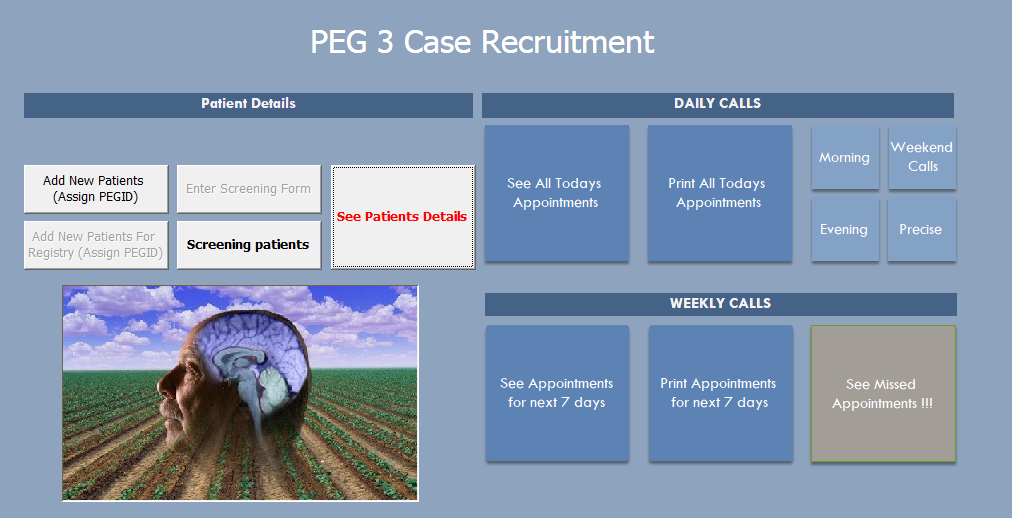 PEG 3 Case Recruitment
Patient Details
Add New Patients
(Assign PEGID)
Enter Screening Form
See Patients Details
Add New Patients For
Registry (Assign PEGID)
Screening patients
DAILY CALLS
See All Todays
Appointments
Print All Todays
Appointments
Morning
Weekend
Calls
Evening
Precise
WEEKLY CALLS
See Appointments
for next 7 days
Print Appointments
for next 7 days
See Missed
Appointments !!!